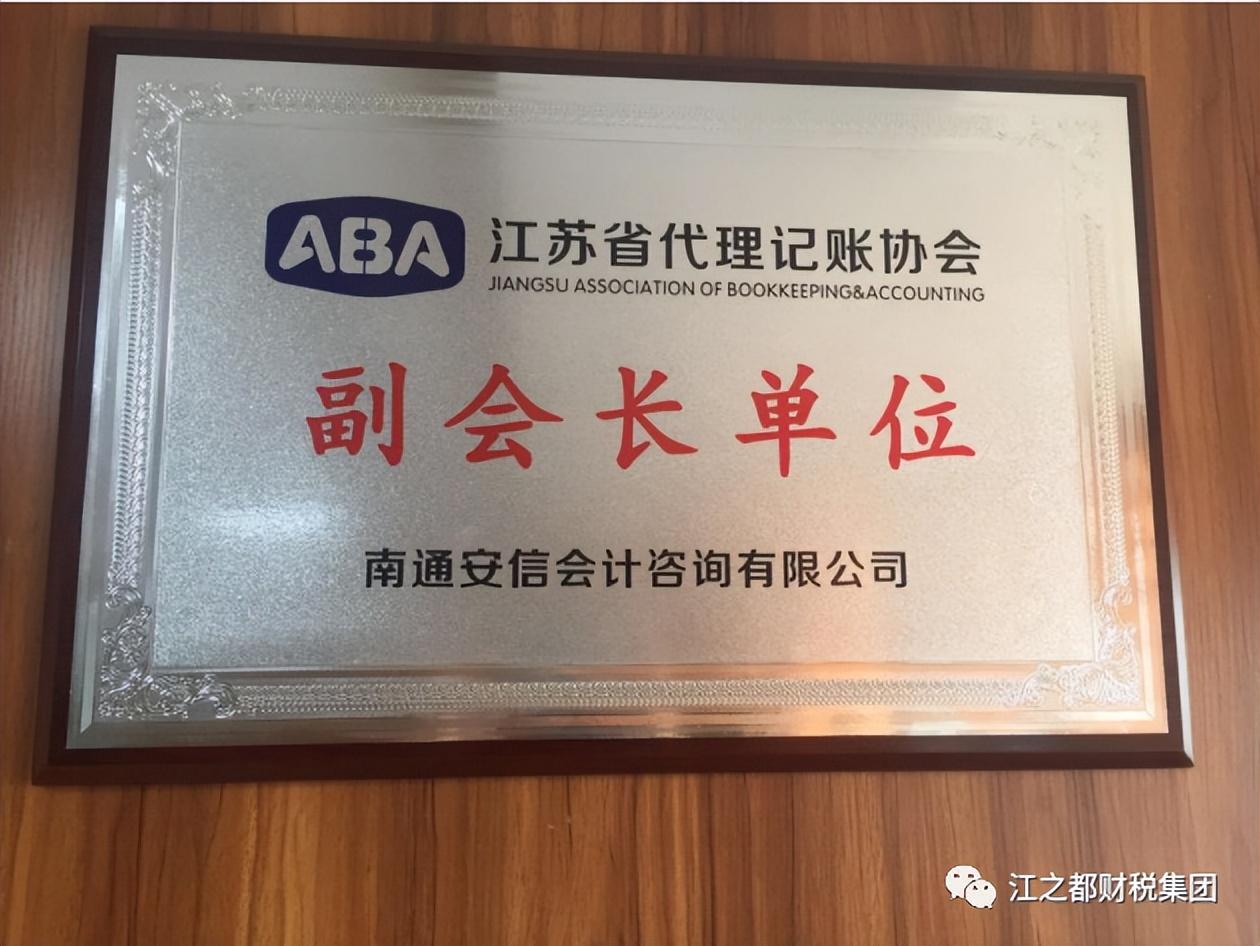 ABA 江苏省代理记账协会
JIANGSU ASSOCIATION OF BOOKKEEPING&ACCOUNTING
副会长单位
南通安信会计咨询有限公司
江之都财税集团